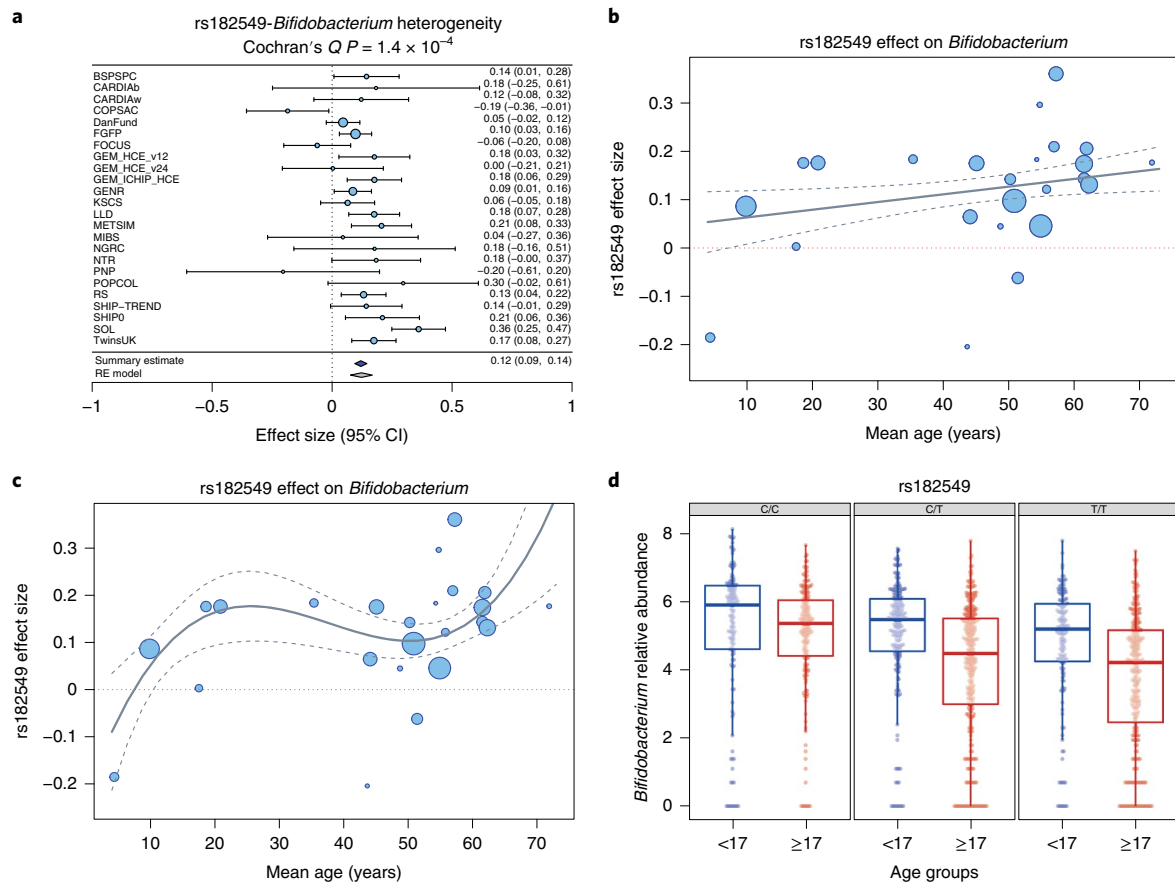 a
rs182549-Bifidobacterium heterogeneity
Cochran's Q P = 1.4 × 10⁻⁴
BSPSPC 0.14 (0.01, 0.28)
CARDIAb 0.18 (−0.25, 0.61)
CARDIAw 0.12 (−0.08, 0.32)
COPSAC −0.19 (−0.36, −0.01)
DanFund 0.05 (−0.02, 0.12)
FGFP 0.10 (0.03, 0.16)
FOCUS −0.06 (−0.20, 0.08)
GEM_HCE_v12 0.18 (0.03, 0.32)
GEM_HCE_v24 0.00 (−0.21, 0.21)
GEM_ICHIP_HCE 0.18 (0.06, 0.29)
GENR 0.09 (0.01, 0.16)
KSCS 0.06 (−0.05, 0.18)
LLD 0.18 (0.07, 0.28)
METSIM 0.21 (0.08, 0.33)
MIBS 0.04 (−0.27, 0.36)
NGRC 0.18 (−0.16, 0.51)
NTR 0.18 (−0.00, 0.37)
PNP −0.20 (−0.61, 0.20)
POPCOL 0.30 (−0.02, 0.61)
RS 0.13 (0.04, 0.22)
SHIP−TREND 0.14 (−0.01, 0.29)
SHIP0 0.21 (0.06, 0.36)
SOL 0.36 (0.25, 0.47)
TwinsUK 0.17 (0.08, 0.27)
Summary estimate 0.12 (0.09, 0.14)
RE model
−1 −0.5 0 0.5 1
Effect size (95% CI)
b
rs182549 effect on Bifidobacterium
rs182549 effect size
0.3
0.2
0.1
0
−0.1
−0.2
10 20 30 40 50 60 70
Mean age (years)
c
rs182549 effect on Bifidobacterium
rs182549 effect size
0.3
0.2
0.1
0
−0.1
−0.2
10 20 30 40 50 60 70
Mean age (years)
d
rs182549
C/C C/T T/T
Bifidobacterium relative abundance
8
6
4
2
0
<17 ≥17 <17 ≥17 <17 ≥17
Age groups